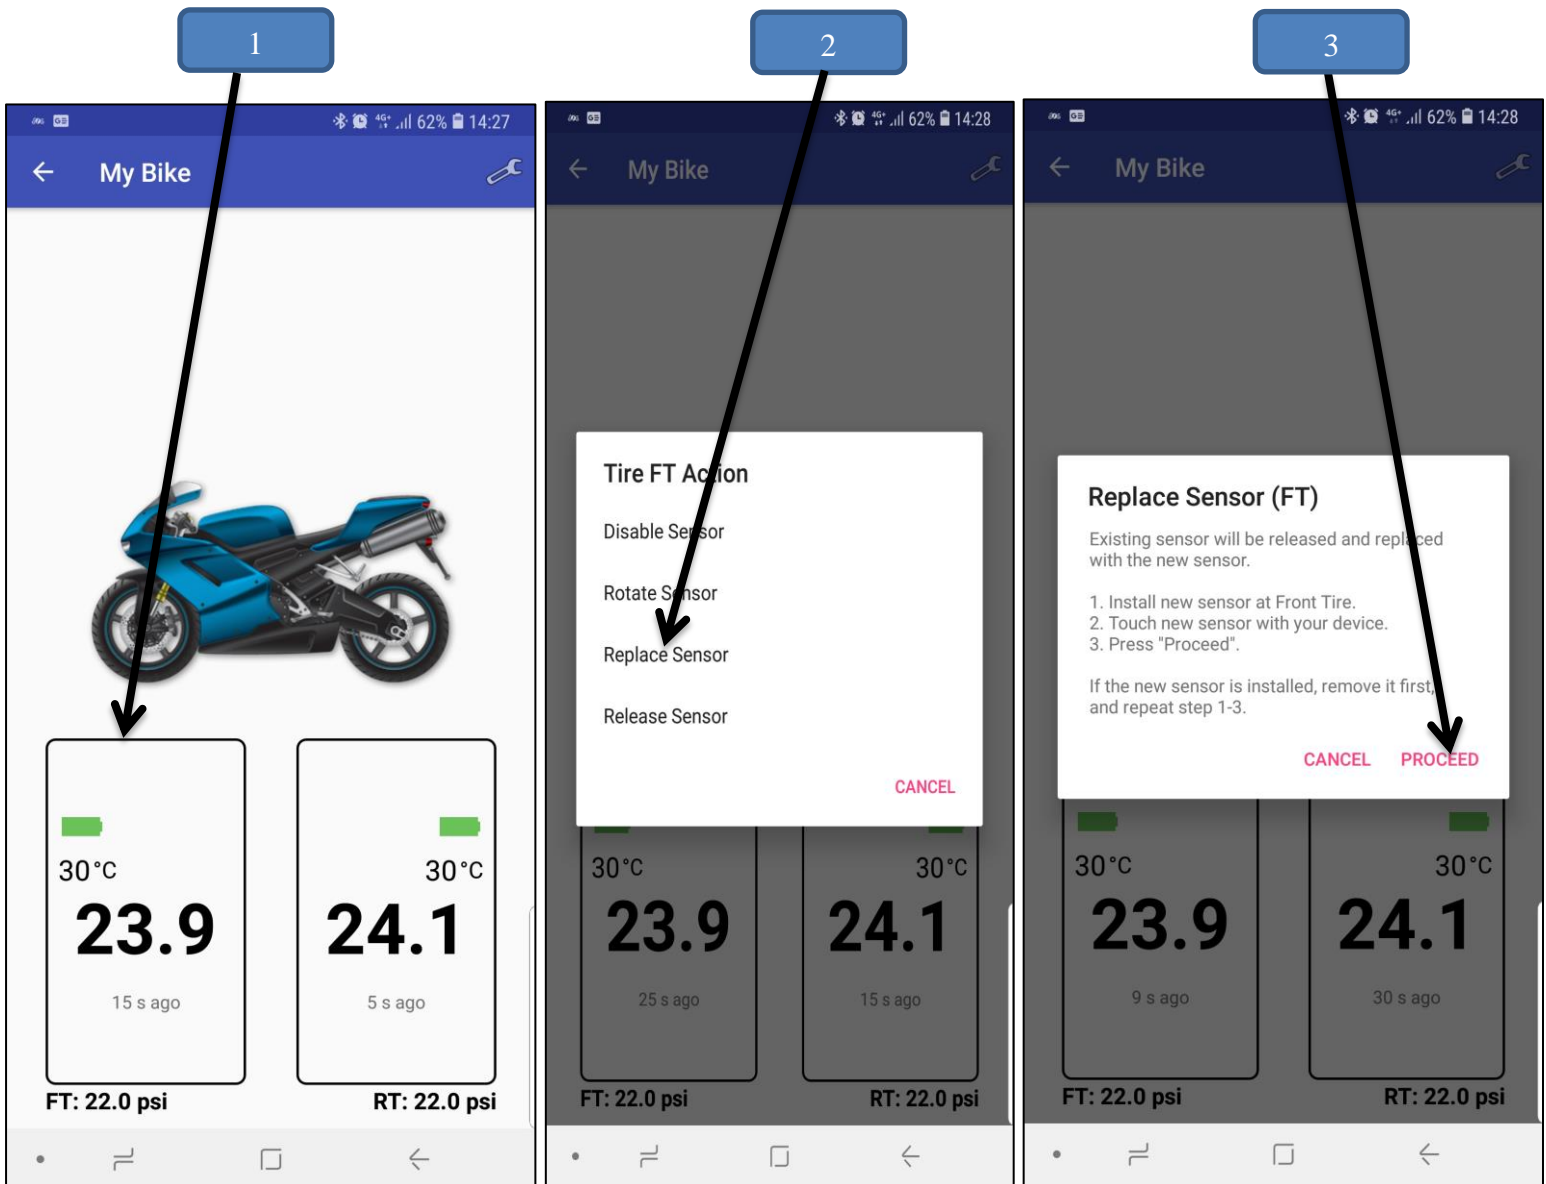 1
2
3
62% 14:27
My Bike
30°C
30°C
23.9
24.1
15 s ago
5 s ago
FT: 22.0 psi
RT: 22.0 psi
4G+ 62% 14:28
My Bike
Tire FT Action
Disable Sensor
Rotate Sensor
Replace Sensor
Release Sensor
CANCEL
30°C
30°C
23.9
24.1
25 s ago
15 s ago
FT: 22.0 psi
RT: 22.0 psi
4G+ 62% 14:28
My Bike
Replace Sensor (FT)
Existing sensor will be released and replaced
with the new sensor.
1. Install new sensor at Front Tire.
2. Touch new sensor with your device.
3. Press "Proceed".
If the new sensor is installed, remove it first,
and repeat step 1-3.
CANCEL
PROCEED
30°C
30°C
23.9
24.1
9 s ago
30 s ago
FT: 22.0 psi
RT: 22.0 psi